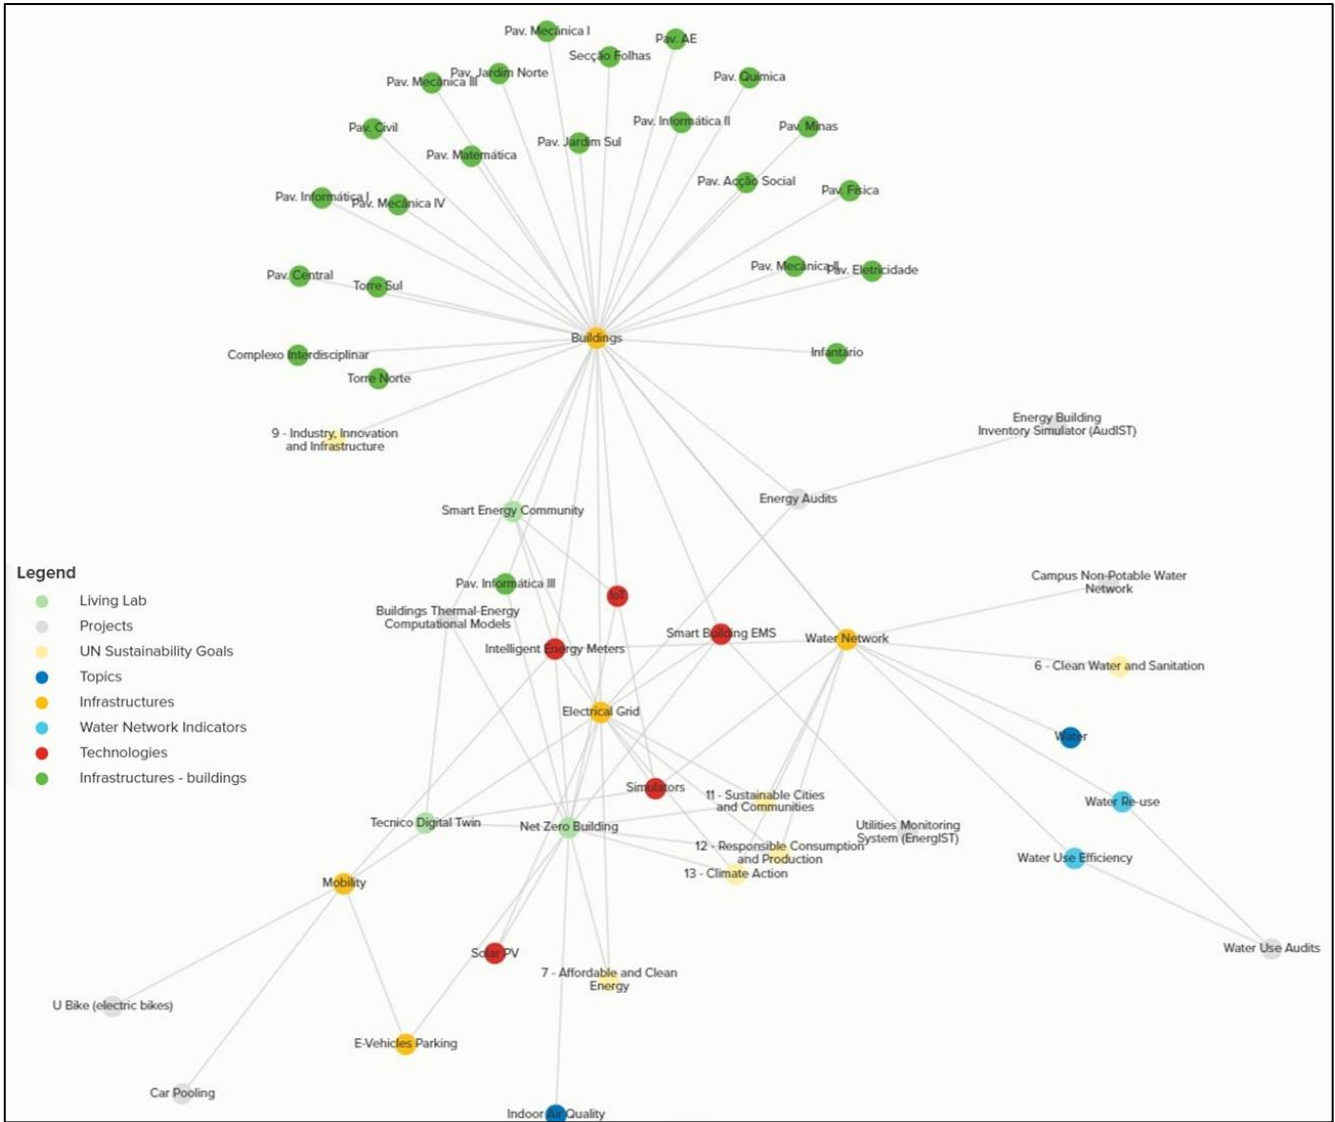 Pav. Mecânica I
Pav. AE
Secção Folhas
Pav. Jardim Norte
Pav. Mecânica III
Pav. Química
Pav. Informática II
Pav. Minas
Pav. Civil
Pav. Jardim Sul
Pav. Matemática
Pav. Acção Social
Pav. Física
Pav. Informática I
Pav. Mecânica IV
Pav. Mecânica II
Pav. Eletricidade
Pav. Central
Torre Sul
Buildings
Complexo Interdisciplinar
Infantário
Torre Norte
9 - Industry, Innovation
and Infrastructure
Energy Building
Inventory Simulator (AudIST)
Energy Audits
Smart Energy Community
Legend
Living Lab
Projects
UN Sustainability Goals
Topics
Infrastructures
Water Network Indicators
Technologies
Infrastructures - buildings
Pav. Informática III
Campus Non-Potable Water
Network
IoT
Buildings Thermal-Energy
Computational Models
Smart Building EMS
Water Network
Intelligent Energy Meters
6 - Clean Water and Sanitation
Electrical Grid
Water
Simulators
11 - Sustainable Cities
and Communities
Water Re-use
Tecnico Digital Twin
Net Zero Building
Utilities Monitoring
System (EnergIST)
12 - Responsible Consumption
and Production
Water Use Efficiency
13 - Climate Action
Mobility
Water Use Audits
Solar PV
7 - Affordable and Clean
Energy
U Bike (electric bikes)
E-Vehicles Parking
Car Pooling
Indoor Air Quality